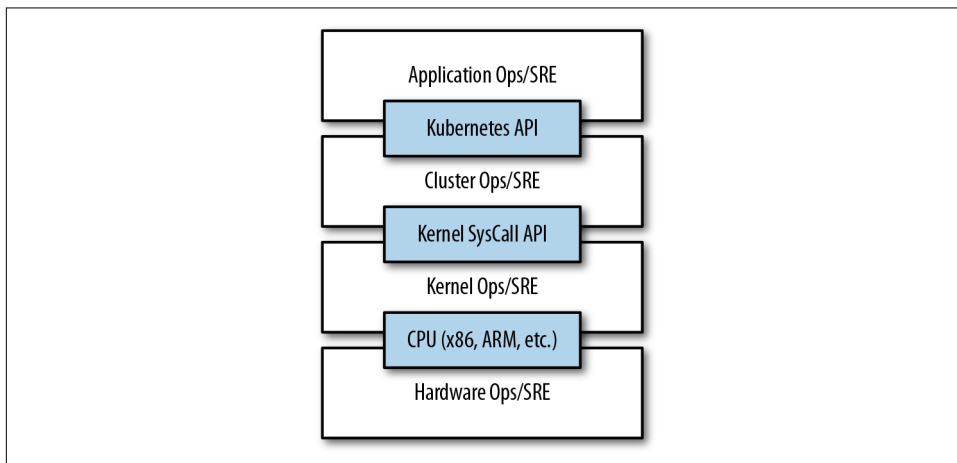 Application Ops/SRE
Kubernetes API
Cluster Ops/SRE
Kernel SysCall API
Kernel Ops/SRE
CPU (x86, ARM, etc.)
Hardware Ops/SRE